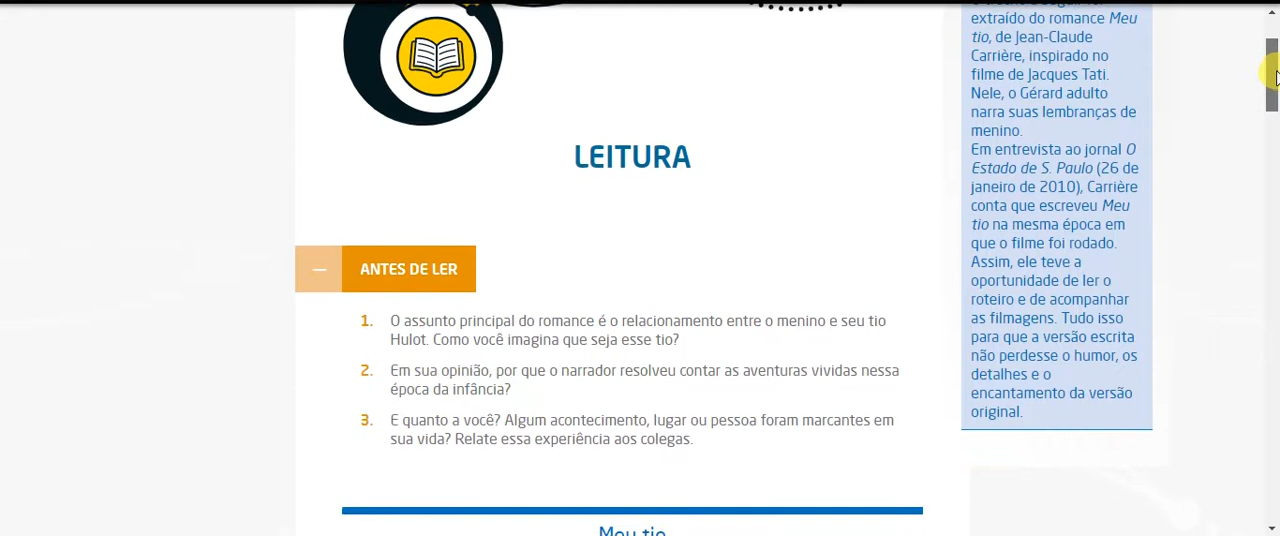 LEITURA
ANTES DE LER
1. O assunto principal do romance é o relacionamento entre o menino e seu tio
Hulot. Como você imagina que seja esse tio?
2. Em sua opinião, por que o narrador resolveu contar as aventuras vividas nessa
época da infância?
3. E quanto a você? Algum acontecimento, lugar ou pessoa foram marcantes em
sua vida? Relate essa experiência aos colegas.
Meu tio
extraído do romance Meu
tio, de Jean-Claude
Carrière, inspirado no
filme de Jacques Tati.
Nele, o Gérard adulto
narra suas lembranças de
menino.
Em entrevista ao jornal O
Estado de S. Paulo (26 de
janeiro de 2010), Carrière
conta que escreveu Meu
tio na mesma época em
que o filme foi rodado.
Assim, ele teve a
oportunidade de ler o
roteiro e de acompanhar
as filmagens. Tudo isso
para que a versão escrita
não perdesse o humor, os
detalhes e o
encantamento da versão
original.